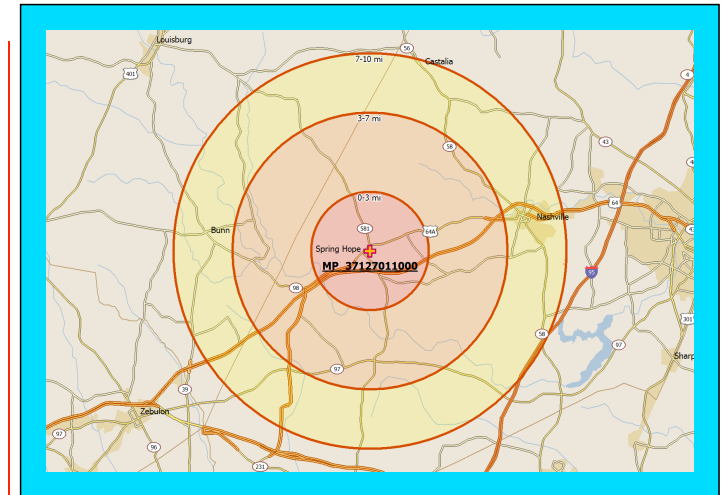 Louisburg
56
7-10 mi
Castalia
401
4
3-7 mi
43
58
4
0-3 mi
64
581
64A
Nashville
Bunn
43
Spring Hope
MP_37127011000
95
98
301
58
97
Sharp
97
39
Zebulon
97
96
231